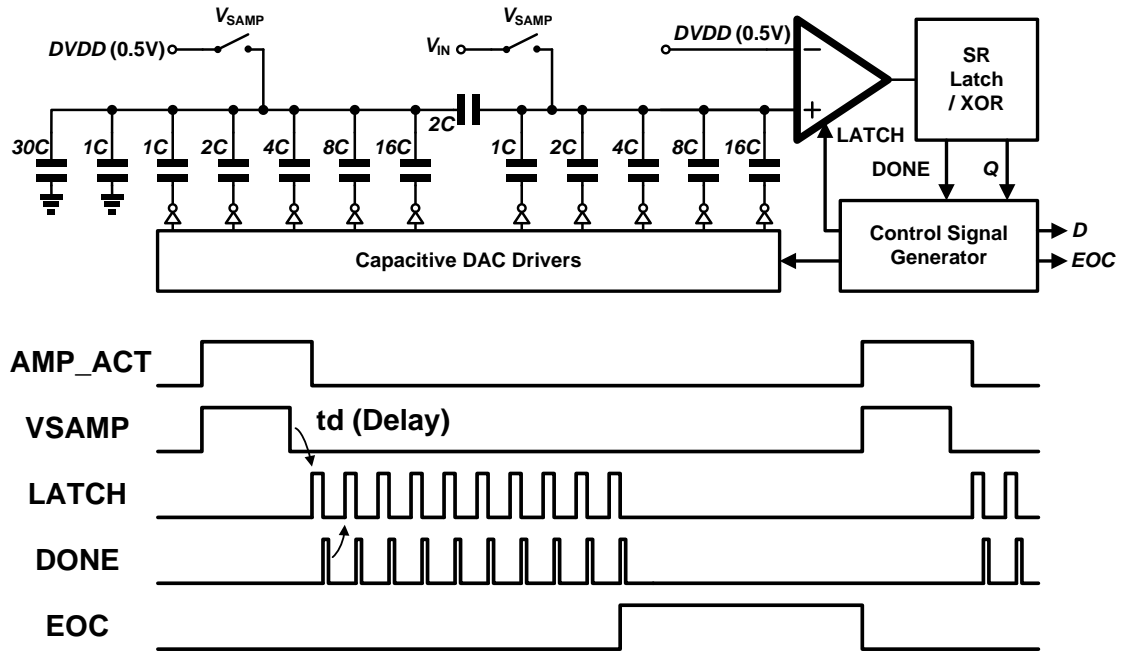 VSAMP
DVDD (0.5V)
VSAMP
VIN
DVDD (0.5V)
−
+
SR
Latch
/ XOR
2C
30C
1C
1C
2C
4C
8C
16C
1C
2C
4C
8C
16C
LATCH
DONE
Q
Capacitive DAC Drivers
Control Signal
Generator
D
EOC
AMP_ACT
VSAMP
td (Delay)
LATCH
DONE
EOC